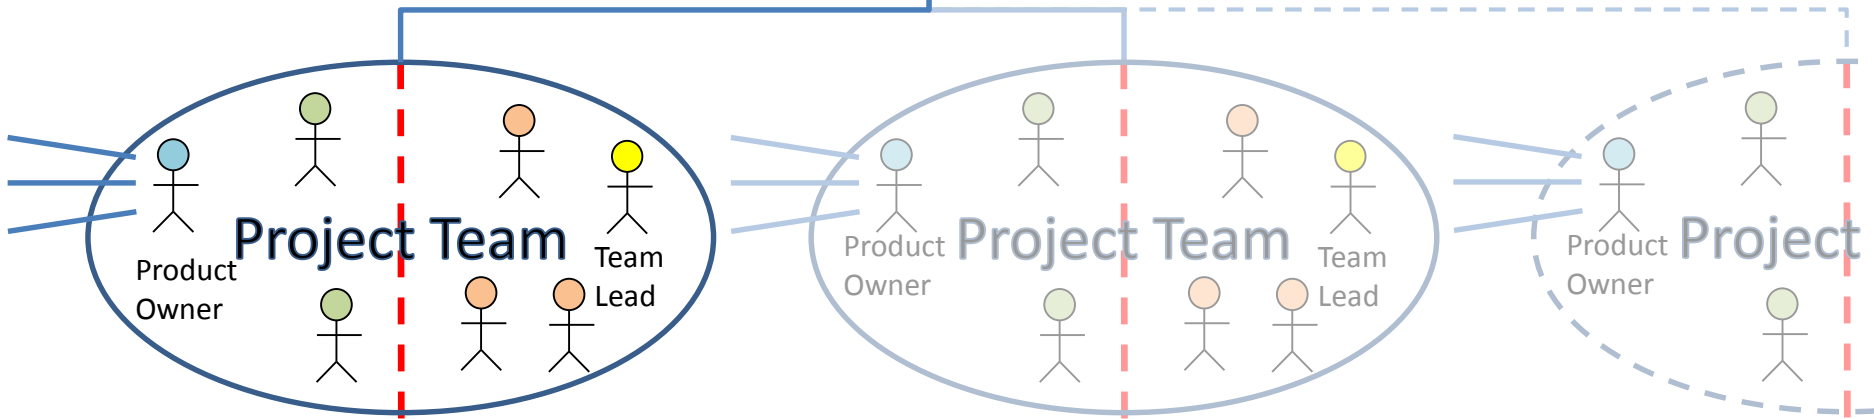 Project Team
Product
Owner
Team
Lead
Project Team
Product
Owner
Team
Lead
Project
Product
Owner